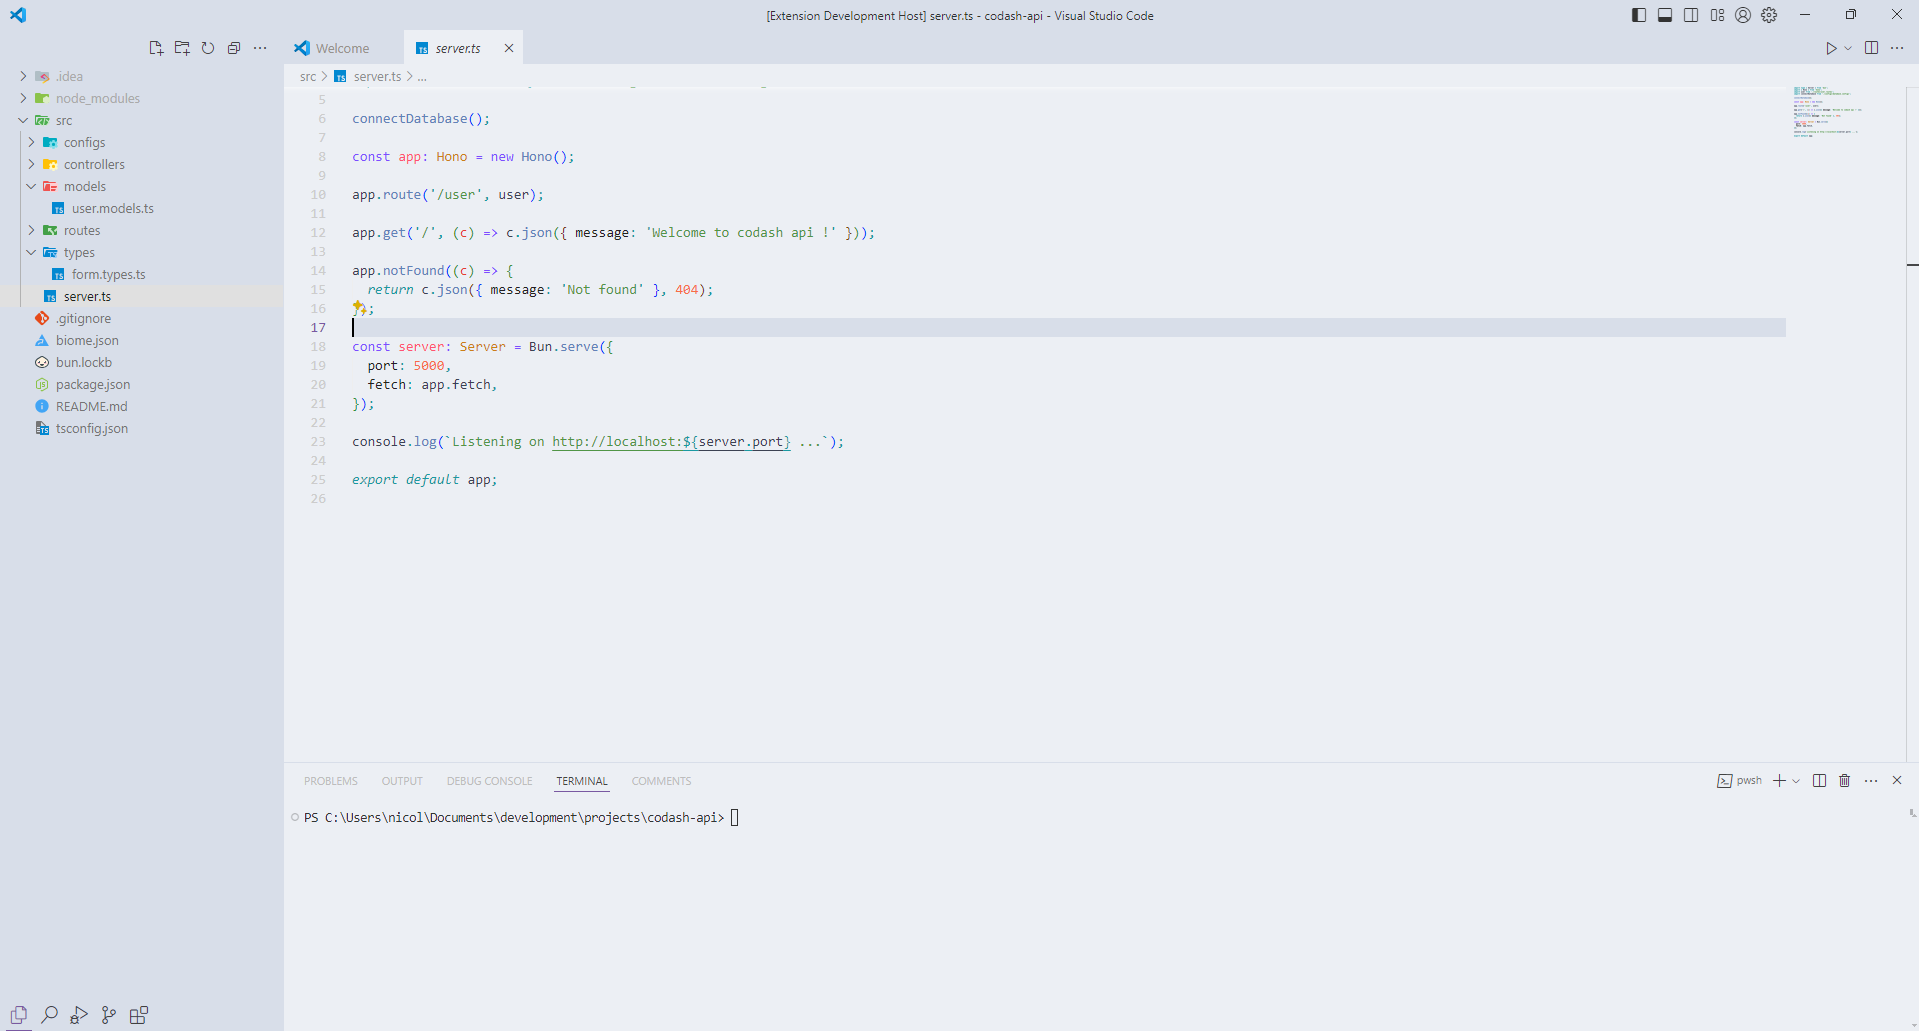 [Extension Development Host] server.ts - codash-api - Visual Studio Code
Welcome
server.ts
src > server.ts > ...
.idea
node_modules
src
configs
controllers
models
user.models.ts
routes
types
form.types.ts
server.ts
.gitignore
biome.json
bun.lockb
package.json
README.md
tsconfig.json
5
6 connectDatabase();
7
8 const app: Hono = new Hono();
9
10 app.route('/user', user);
11
12 app.get('/', (c) => c.json({ message: 'Welcome to codash api !' }));
13
14 app.notFound((c) => {
15 return c.json({ message: 'Not found' }, 404);
16 });
17
18 const server: Server = Bun.serve({
19 port: 5000,
20 fetch: app.fetch,
21 });
22
23 console.log(`Listening on http://localhost:${server.port} ...`);
24
25 export default app;
26
PROBLEMS OUTPUT DEBUG CONSOLE TERMINAL COMMENTS
pwsh
PS C:\Users\nicol\Documents\development\projects\codash-api>